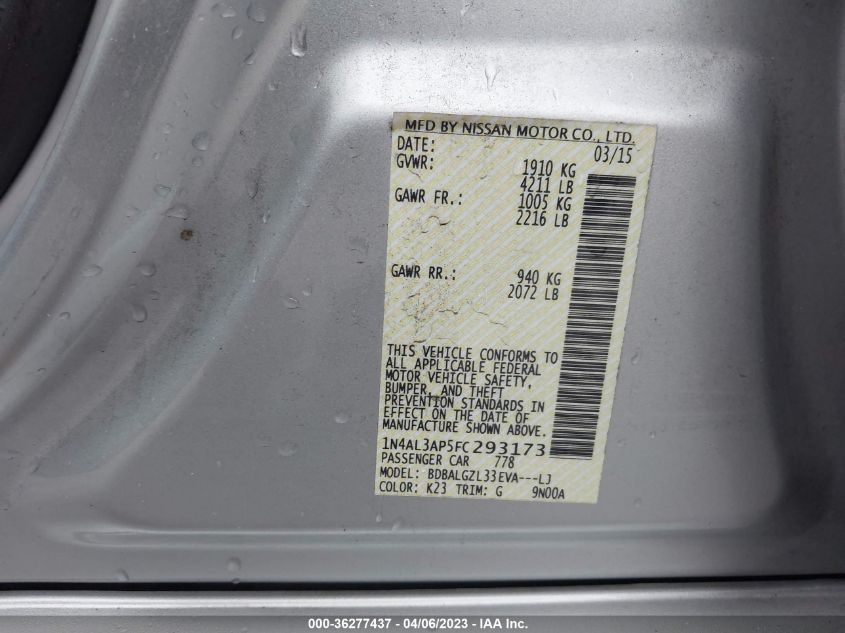 MFD BY NISSAN MOTOR CO., LTD.
DATE: 03/15
GVWR: 1910 KG
4211 LB
GAWR FR.: 1005 KG
2216 LB
GAWR RR.: 940 KG
2072 LB
THIS VEHICLE CONFORMS TO
ALL APPLICABLE FEDERAL
MOTOR VEHICLE SAFETY,
BUMPER, AND THEFT
PREVENTION STANDARDS IN
EFFECT ON THE DATE OF
MANUFACTURE SHOWN ABOVE.
1N4AL3AP5FC293173
PASSENGER CAR 778
MODEL: BDBALGZL33EVA---LJ
COLOR: K23 TRIM: G 9N00A
000-36277437 - 04/06/2023 - Copyright © IAA, Inc.